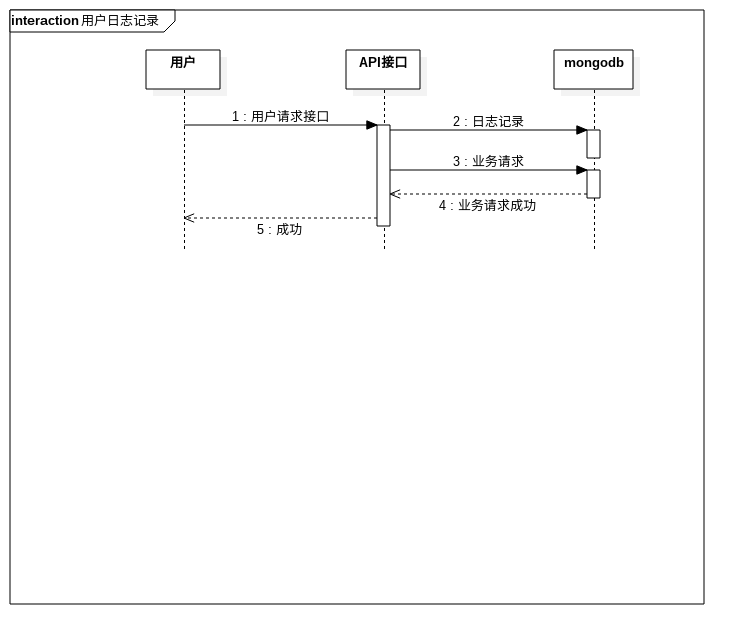 interaction 用户日志记录
用户
API接口
mongodb
1 : 用户请求接口
2 : 日志记录
3 : 业务请求
4 : 业务请求成功
5 : 成功